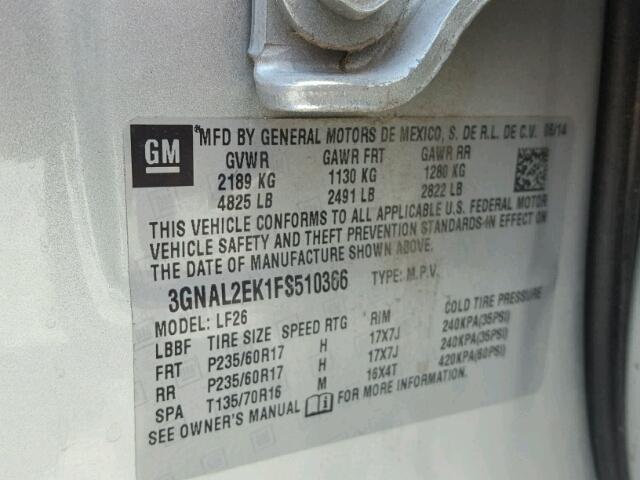 GM
*MFD BY GENERAL MOTORS DE MEXICO, S. DE R.L. DE C.V. 08/14
GVWR GAWR FRT GAWR RR
2189 KG 1130 KG 1280 KG
4825 LB 2491 LB 2822 LB
THIS VEHICLE CONFORMS TO ALL APPLICABLE U.S. FEDERAL MOTOR
VEHICLE SAFETY AND THEFT PREVENTION STANDARDS IN EFFECT ON
THE DATE OF MANUFACTURE SHOWN ABOVE.
3GNAL2EK1FS510366 TYPE: M.P.V.
MODEL: LF26
LBBF TIRE SIZE SPEED RTG RIM COLD TIRE PRESSURE
FRT P235/60R17 H 17X7J 240KPA(35PSI)
RR P235/60R17 H 17X7J 240KPA(35PSI)
SPA T135/70R16 M 16X4T 420KPA(60PSI)
SEE OWNER'S MANUAL i FOR MORE INFORMATION.